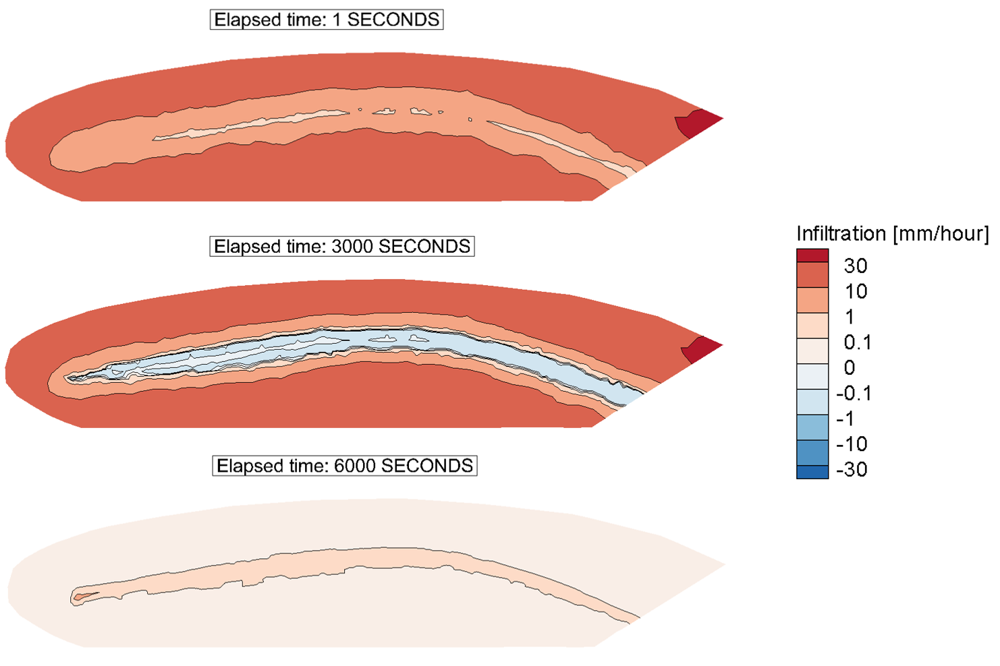 Elapsed time: 1 SECONDS
Elapsed time: 3000 SECONDS
Infiltration [mm/hour]
30
10
1
0.1
0
-0.1
-1
-10
-30
Elapsed time: 6000 SECONDS